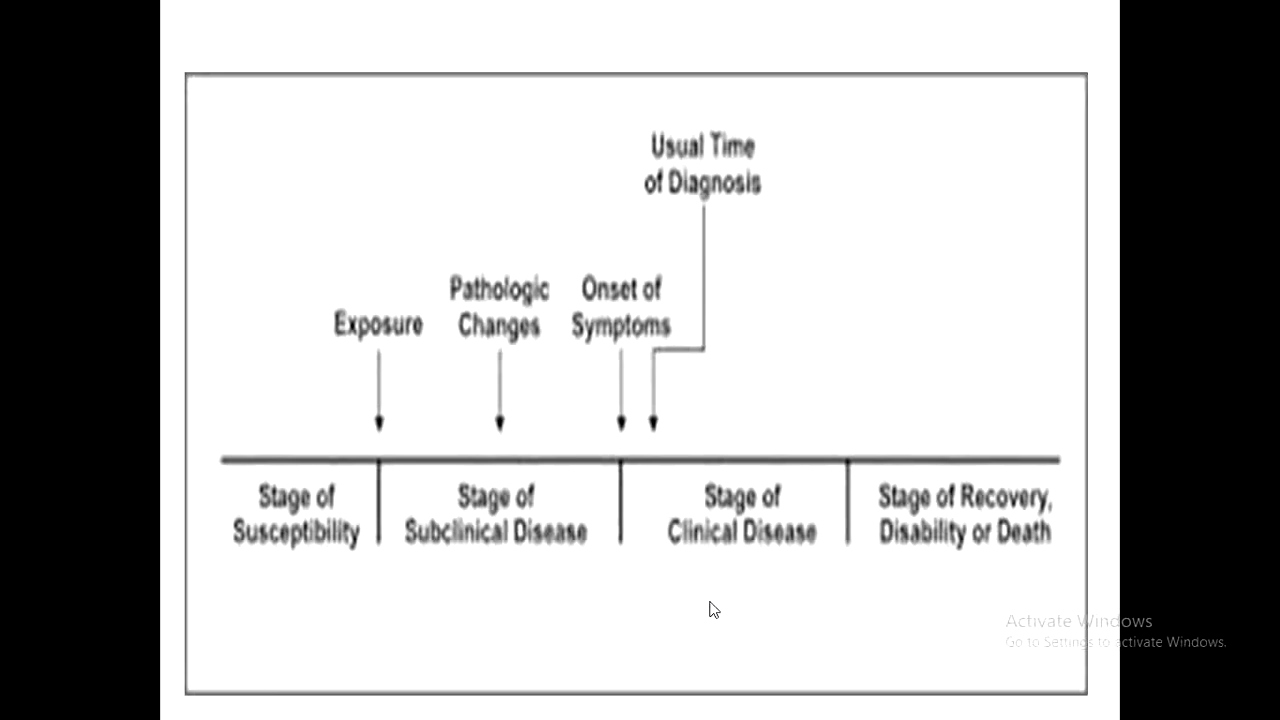 Usual Time
of Diagnosis
Pathologic
Changes
Onset of
Symptoms
Exposure
Stage of
Susceptibility
Stage of
Subclinical Disease
Stage of
Clinical Disease
Stage of Recovery,
Disability or Death
Activate Windows
Go to Settings to activate Windows.